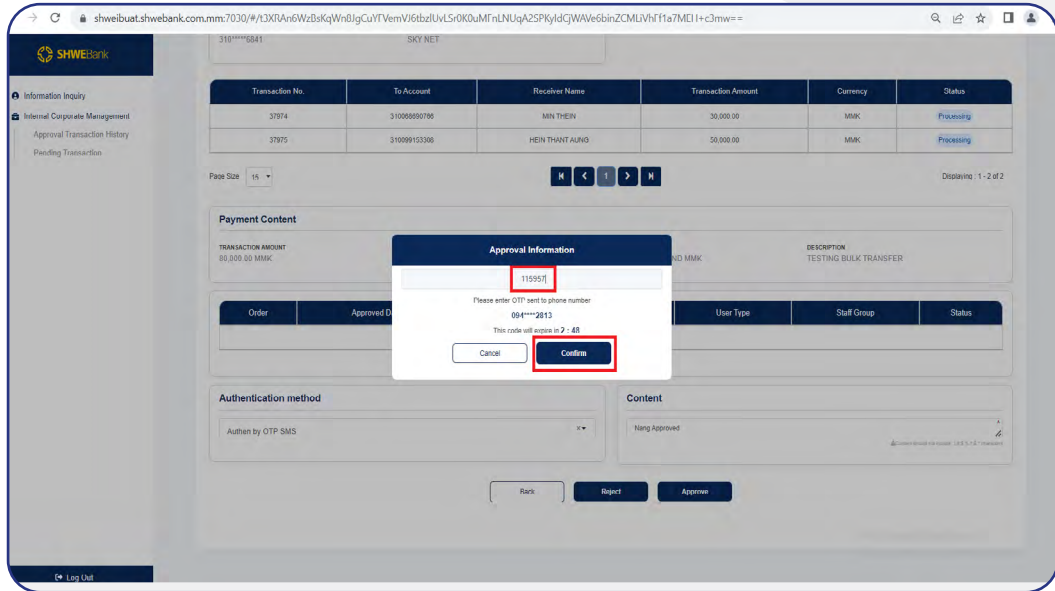 shweibuat.shwebank.com.mm:7030/#/
SHWEBank
Information Inquiry
Internal Corporate Management
Approval Transaction History
Pending Transaction
Log Out
310*****6841 SKY NET
Transaction No. To Account Receiver Name Transaction Amount Currency Status
37974 310068690786 MIN THEIN 30,000.00 MMK Processing
37975 310099153308 HEIN THANT AUNG 50,000.00 MMK Processing
Page Size 15 1 Displaying : 1 - 2 of 2
Payment Content
TRANSACTION AMOUNT DESCRIPTION
80,000.00 MMK ND MMK TESTING BULK TRANSFER
Approval Information
115957
Please enter OTP sent to phone number
094****2813
This code will expire in 2 : 48
Cancel Confirm
Order Approved D User Type Staff Group Status
Authentication method
Authen by OTP SMS
Content
Nang Approved
Back Reject Approve